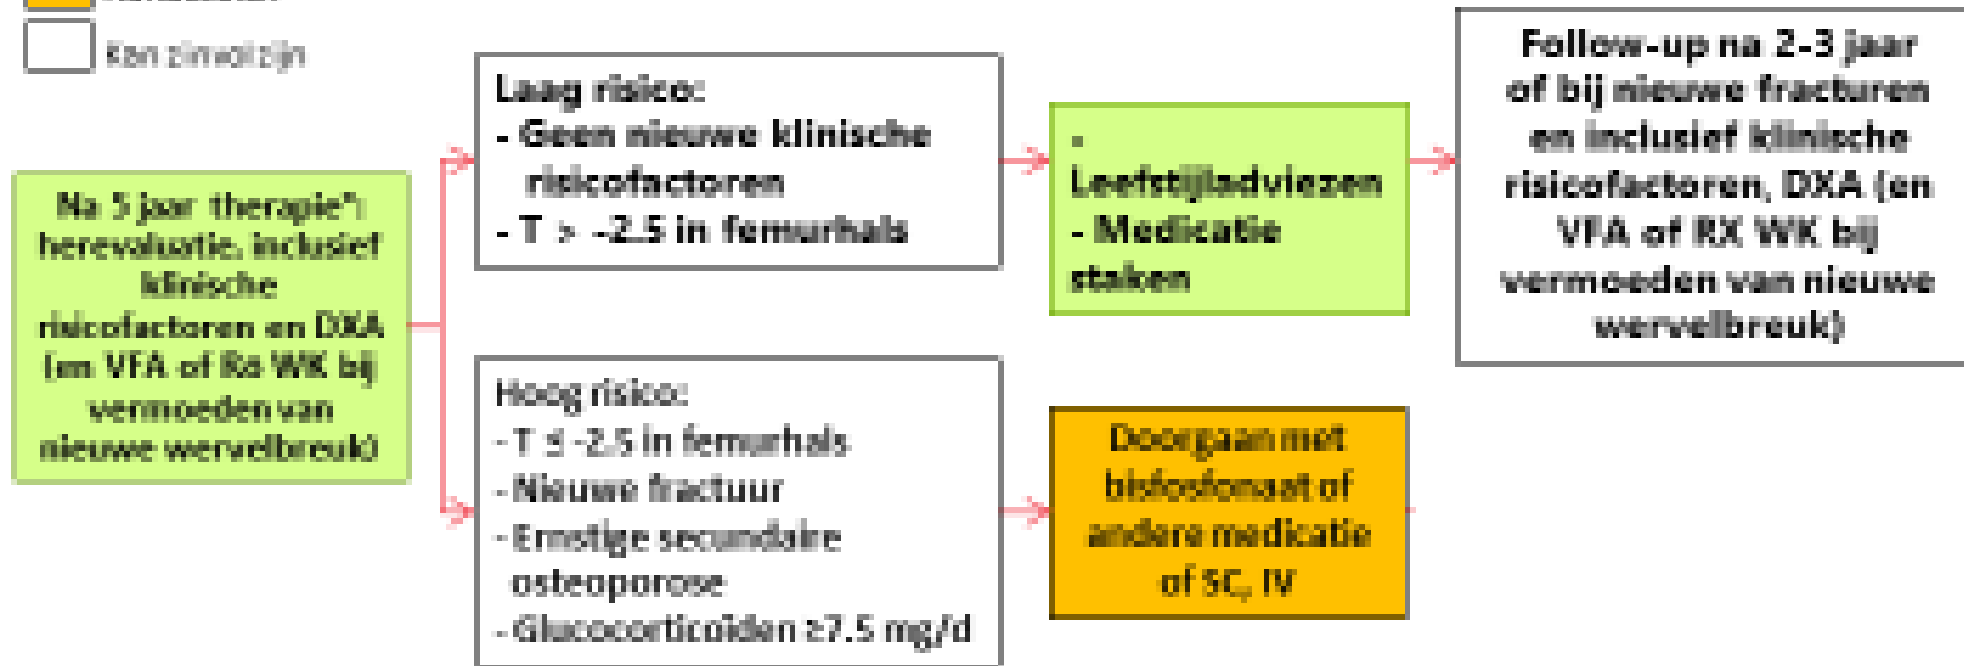 Kan zinvol zijn
Na 5 jaar therapie*:
herevaluatie, inclusief
klinische
risicofactoren en DXA
(en VFA of Rö WK bij
vermoeden van
nieuwe wervelbreuk)
Laag risico:
- Geen nieuwe klinische
risicofactoren
- T > -2.5 in femurhals
-
Leefstijladviezen
- Medicatie
staken
Follow-up na 2-3 jaar
of bij nieuwe fracturen
en inclusief klinische
risicofactoren, DXA (en
VFA of RX WK bij
vermoeden van nieuwe
wervelbreuk)
Hoog risico:
- T ≤ -2.5 in femurhals
- Nieuwe fractuur
- Ernstige secundaire
osteoporose
- Glucocorticoïden ≥7.5 mg/d
Doorgaan met
bisfosfonaat of
andere medicatie
of SC, IV